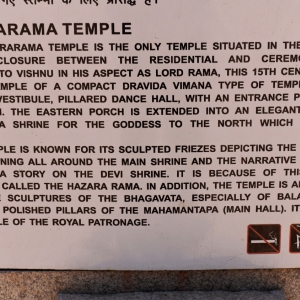 के लिए प्रसिद्ध है।
ARAMA TEMPLE
RARAMA TEMPLE IS THE ONLY TEMPLE SITUATED IN THE
CLOSURE BETWEEN THE RESIDENTIAL AND CEREMO
TO VISHNU IN HIS ASPECT AS LORD RAMA, THIS 15TH CEN
MPLE OF A COMPACT DRAVIDA VIMANA TYPE OF TEMPL
VESTIBULE, PILLARED DANCE HALL, WITH AN ENTRANCE P
THE EASTERN PORCH IS EXTENDED INTO AN ELEGANT
A SHRINE FOR THE GODDESS TO THE NORTH WHICH
PLE IS KNOWN FOR ITS SCULPTED FRIEZES DEPICTING THE
NING ALL AROUND THE MAIN SHRINE AND THE NARRATIVE
A STORY ON THE DEVI SHRINE. IT IS BECAUSE OF THIS
CALLED THE HAZARA RAMA. IN ADDITION, THE TEMPLE IS AL
E SCULPTURES OF THE BHAGAVATA, ESPECIALLY OF BALA
POLISHED PILLARS OF THE MAHAMANTAPA (MAIN HALL). IT
LE OF THE ROYAL PATRONAGE.